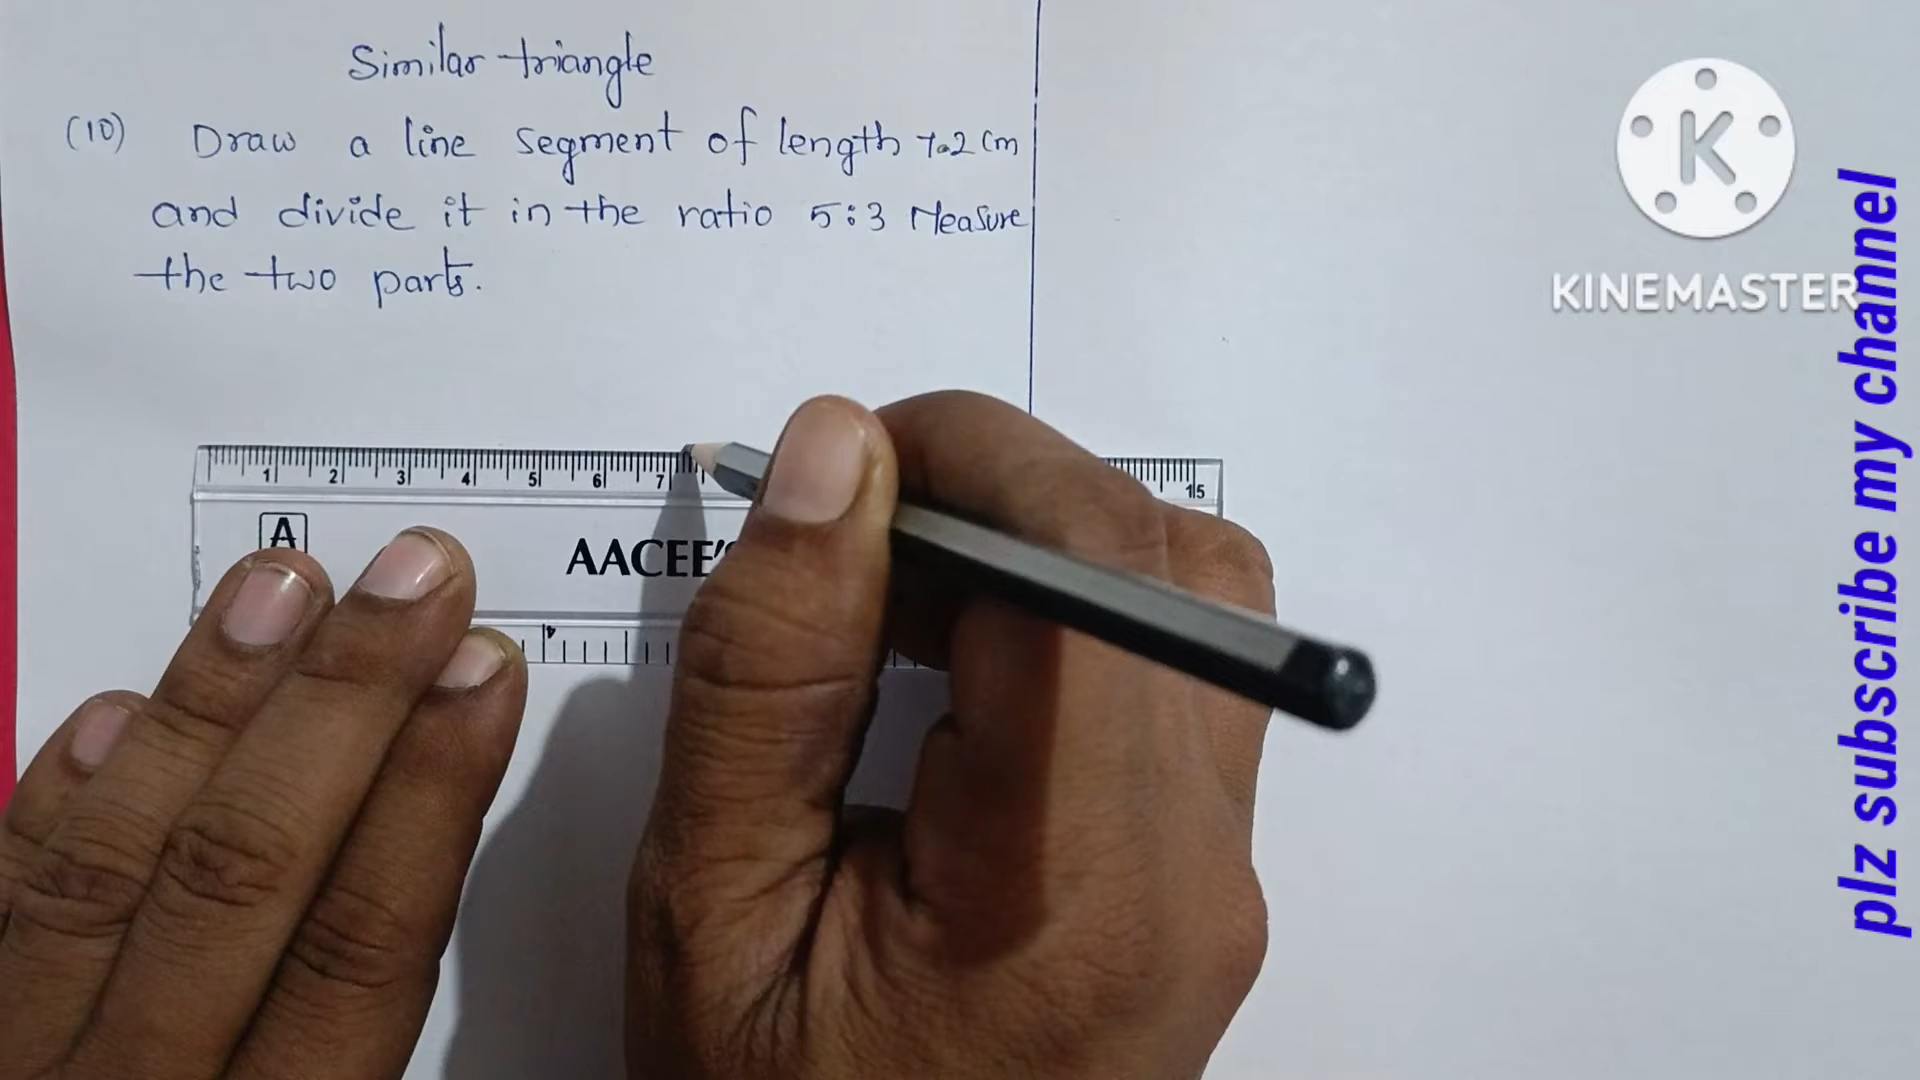 Similar triangle
(10) Draw a line segment of length 7.2 cm
and divide it in the ratio 5:3 Measure
the two parts.
KINEMASTER
plz subscribe my channel
1 2 3 4 5 6 7 15
A
AACEE'S
4